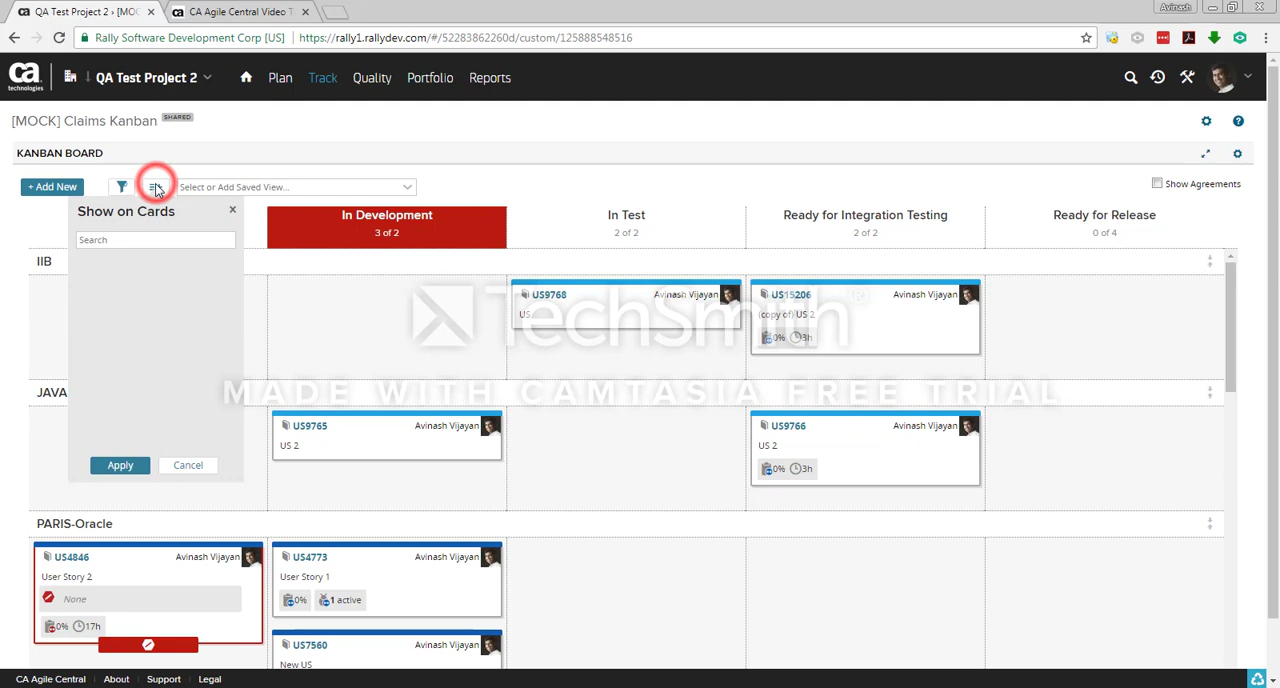 QA Test Project 2 › [MOC
CA Agile Central Video T
Avinash
Rally Software Development Corp [US]
https://rally1.rallydev.com/#/52283862260d/custom/125888548516
ca
technologies
QA Test Project 2
Plan
Track
Quality
Portfolio
Reports
[MOCK] Claims Kanban
SHARED
KANBAN BOARD
+ Add New
Select or Add Saved View...
Show Agreements
Show on Cards
Search
Apply
Cancel
In Development
3 of 2
In Test
2 of 2
Ready for Integration Testing
2 of 2
Ready for Release
0 of 4
IIB
US9768
Avinash Vijayan
US
US15206
Avinash Vijayan
(copy of) US 2
0%
3h
TechSmith
MADE WITH CAMTASIA FREE TRIAL
JAVA
US9765
Avinash Vijayan
US 2
US9766
Avinash Vijayan
US 2
0%
3h
PARIS-Oracle
US4846
Avinash Vijayan
User Story 2
None
0%
17h
US4773
Avinash Vijayan
User Story 1
0%
1 active
US7560
Avinash Vijayan
New US
CA Agile Central
About
Support
Legal